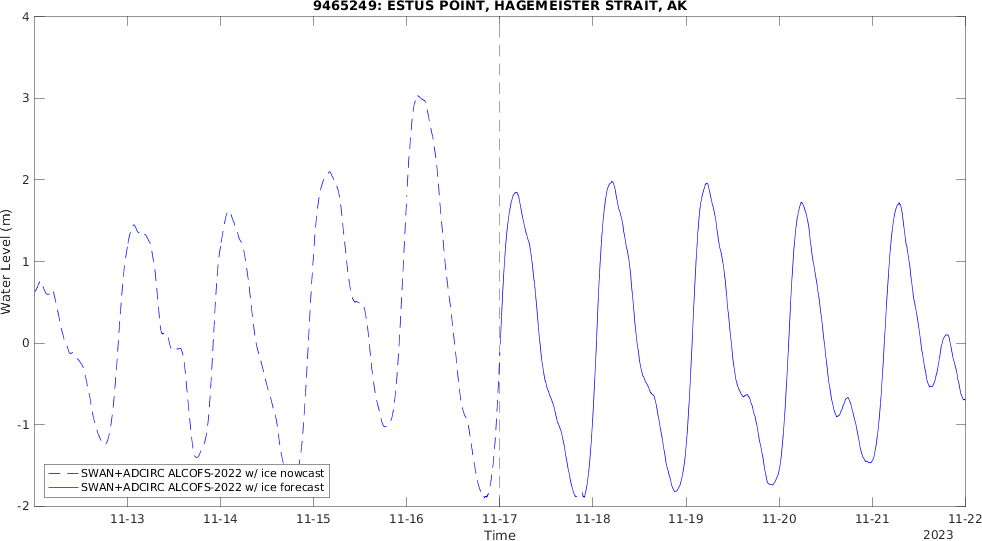 9465249: ESTUS POINT, HAGEMEISTER STRAIT, AK
4
3
2
1
0
-1
-2
Water Level (m)
SWAN+ADCIRC ALCOFS-2022 w/ ice nowcast
SWAN+ADCIRC ALCOFS-2022 w/ ice forecast
11-13 11-14 11-15 11-16 11-17 11-18 11-19 11-20 11-21 11-22
Time
2023